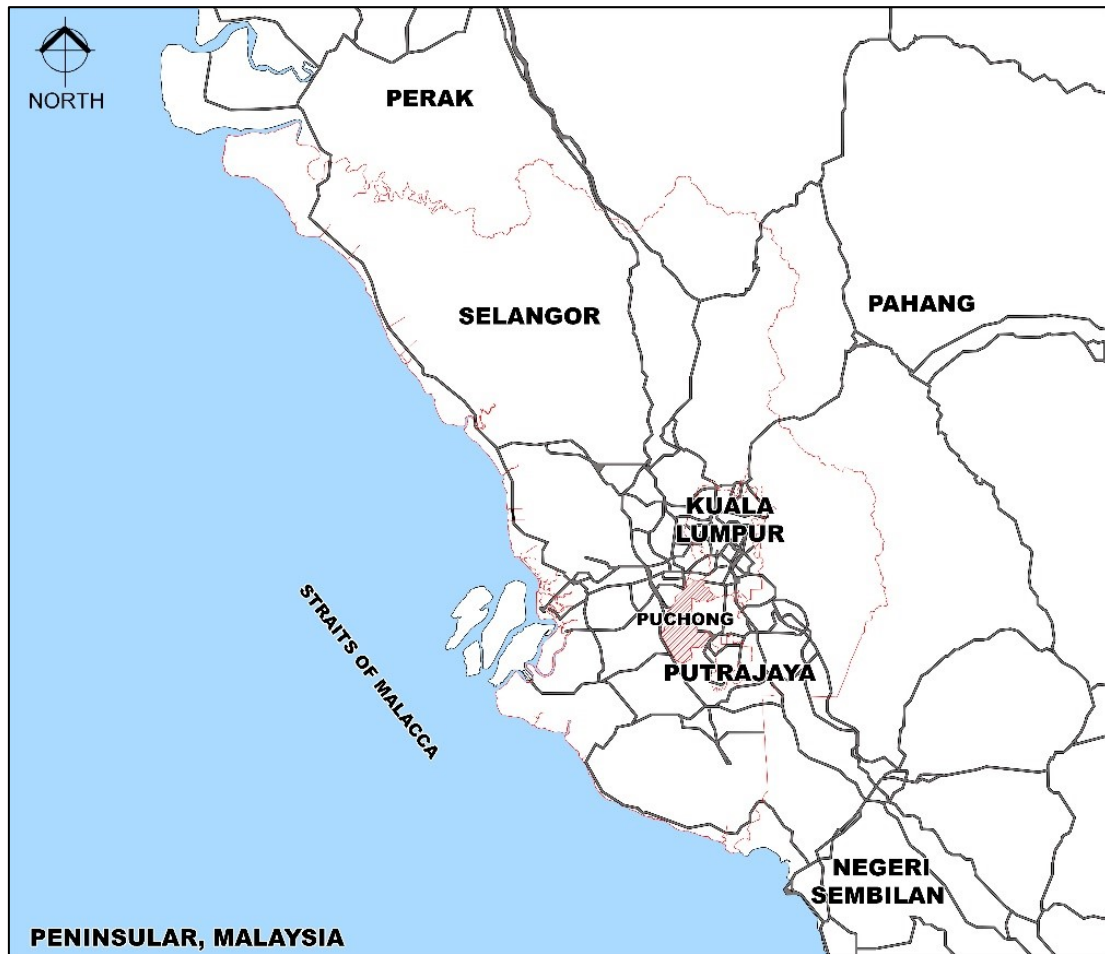 NORTH
PERAK
PAHANG
SELANGOR
KUALA
LUMPUR
STRAITS OF MALACCA
PUCHONG
PUTRAJAYA
NEGERI
SEMBILAN
PENINSULAR, MALAYSIA